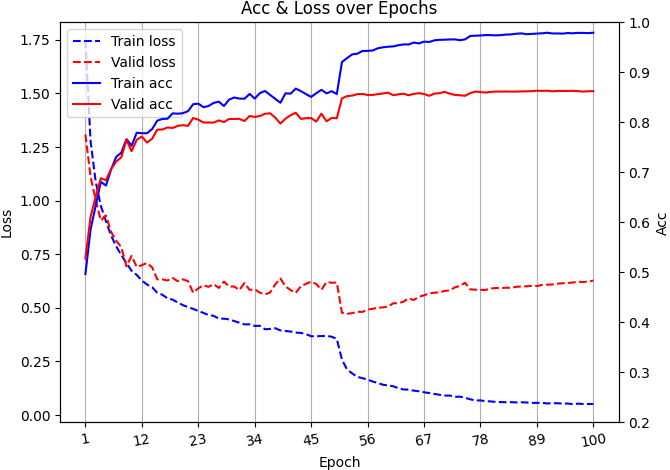 Acc & Loss over Epochs
Train loss
Valid loss
Train acc
Valid acc
1.75
1.50
1.25
1.00
0.75
0.50
0.25
0.00
Loss
1.0
0.9
0.8
0.7
0.6
0.5
0.4
0.3
0.2
Acc
1 12 23 34 45 56 67 78 89 100
Epoch